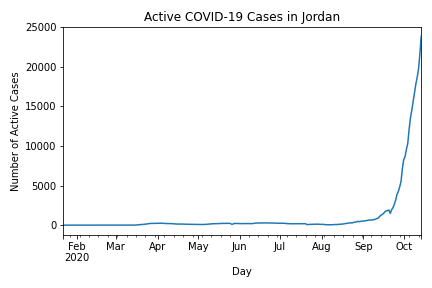 Active COVID-19 Cases in Jordan
Number of Active Cases
25000
20000
15000
10000
5000
0
Feb Mar Apr May Jun Jul Aug Sep Oct
2020
Day